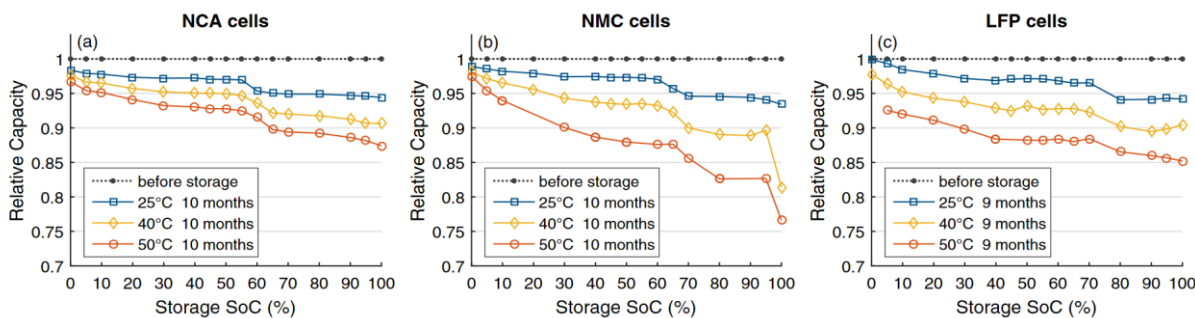 NCA cells
(a)
Relative Capacity
1
0.95
0.9
0.85
0.8
0.75
0.7
before storage
25°C 10 months
40°C 10 months
50°C 10 months
0 10 20 30 40 50 60 70 80 90 100
Storage SoC (%)
NMC cells
(b)
Relative Capacity
1
0.95
0.9
0.85
0.8
0.75
0.7
before storage
25°C 10 months
40°C 10 months
50°C 10 months
0 10 20 30 40 50 60 70 80 90 100
Storage SoC (%)
LFP cells
(c)
Relative Capacity
1
0.95
0.9
0.85
0.8
0.75
0.7
before storage
25°C 9 months
40°C 9 months
50°C 9 months
0 10 20 30 40 50 60 70 80 90 100
Storage SoC (%)